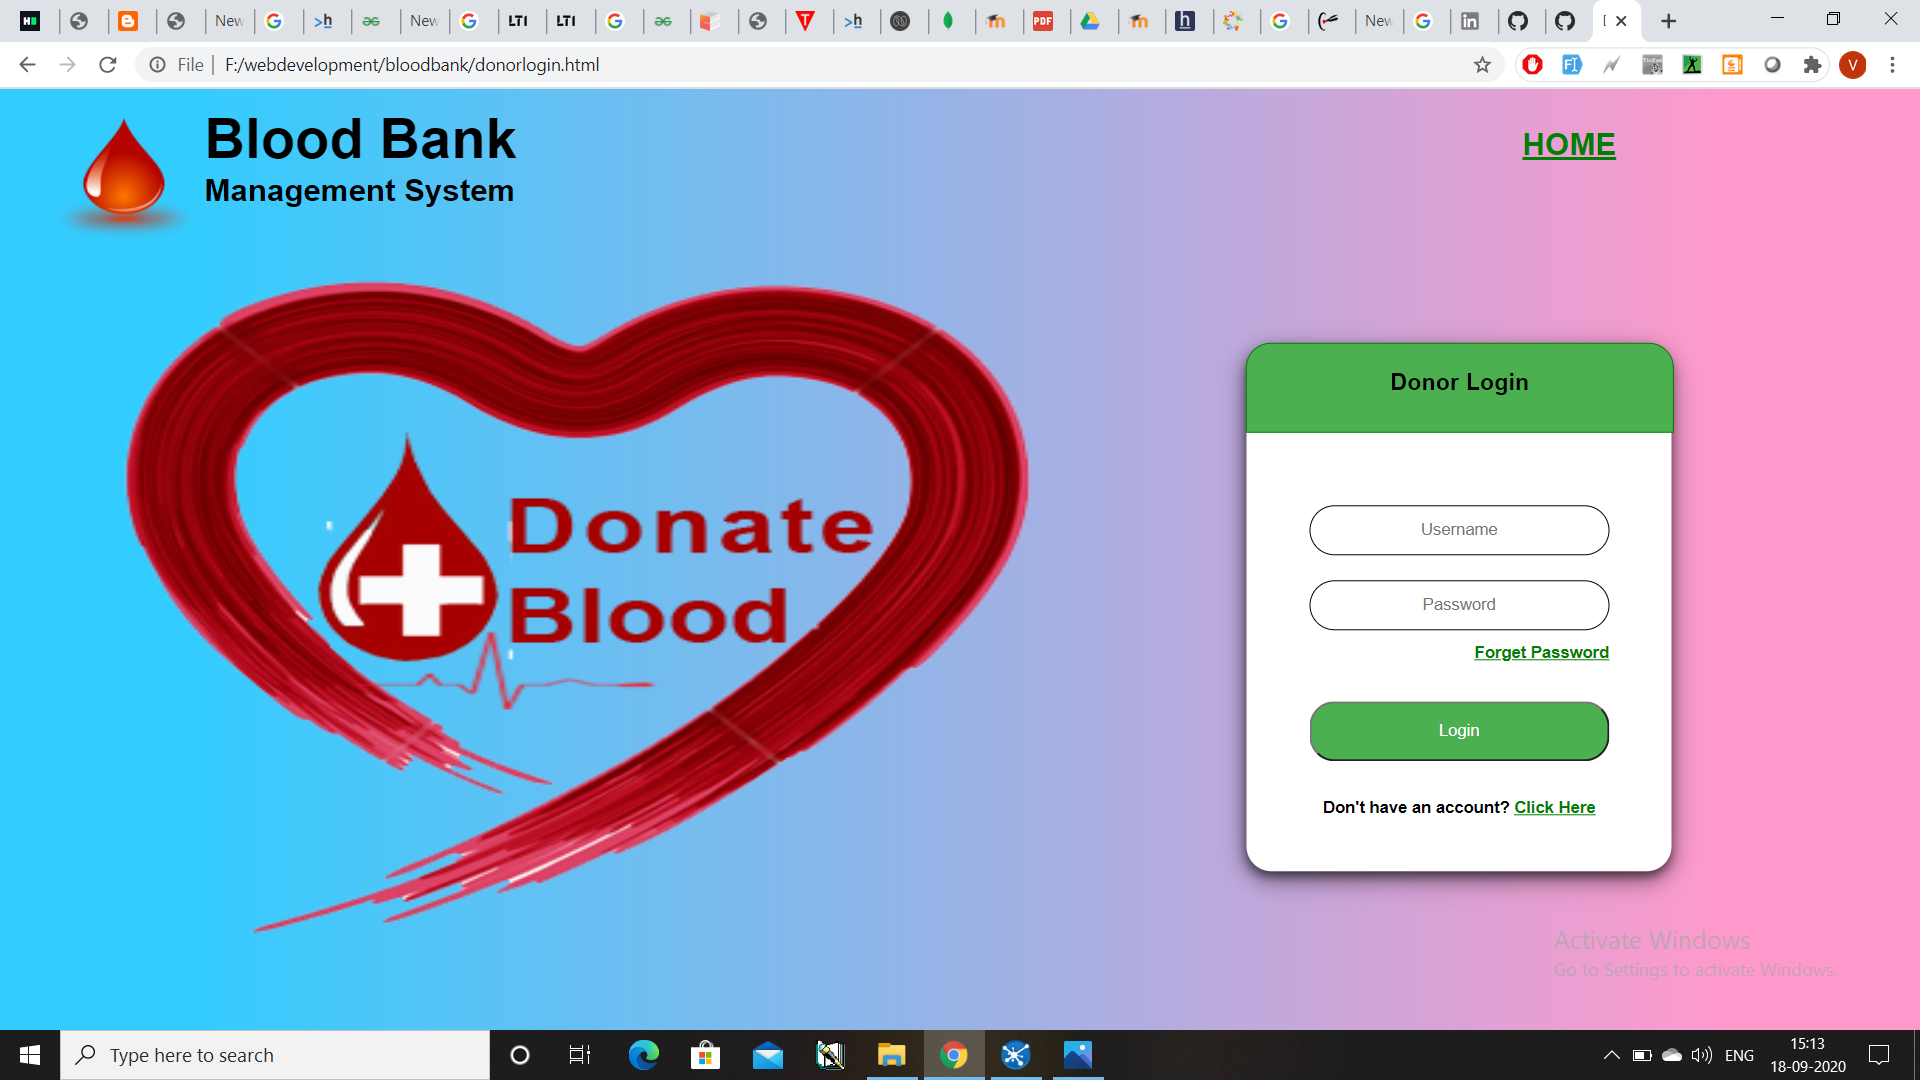 New
New
LTI
LTI
PDF
New
File
F:/webdevelopment/bloodbank/donorlogin.html
V
Blood Bank
Management System
HOME
Donate
Blood
Donor Login
Username
Password
Forget Password
Login
Don't have an account? Click Here
Activate Windows
Go to Settings to activate Windows.
Type here to search
ENG
15:13
18-09-2020